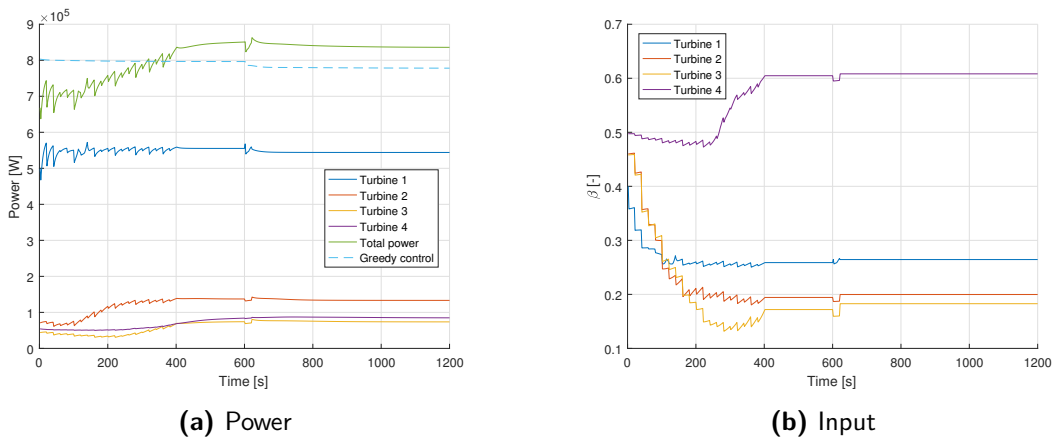 ×10⁵
9
8
7
6
5
4
3
2
1
0
Power [W]
Turbine 1
Turbine 2
Turbine 3
Turbine 4
Total power
Greedy control
0 200 400 600 800 1000 1200
Time [s]
(a) Power
0.7
0.6
0.5
0.4
0.3
0.2
0.1
β [-]
Turbine 1
Turbine 2
Turbine 3
Turbine 4
0 200 400 600 800 1000 1200
Time [s]
(b) Input